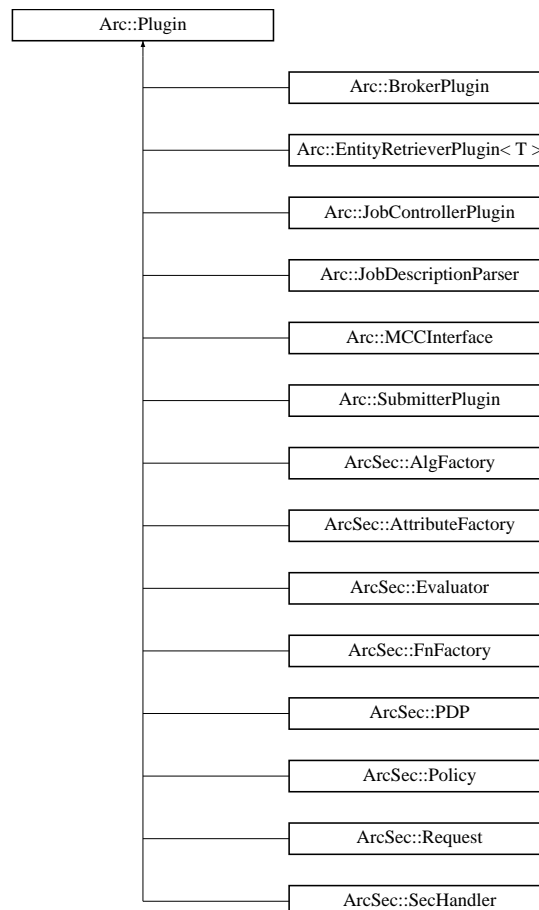 Arc::Plugin
Arc::BrokerPlugin
Arc::EntityRetrieverPlugin< T >
Arc::JobControllerPlugin
Arc::JobDescriptionParser
Arc::MCCInterface
Arc::SubmitterPlugin
ArcSec::AlgFactory
ArcSec::AttributeFactory
ArcSec::Evaluator
ArcSec::FnFactory
ArcSec::PDP
ArcSec::Policy
ArcSec::Request
ArcSec::SecHandler